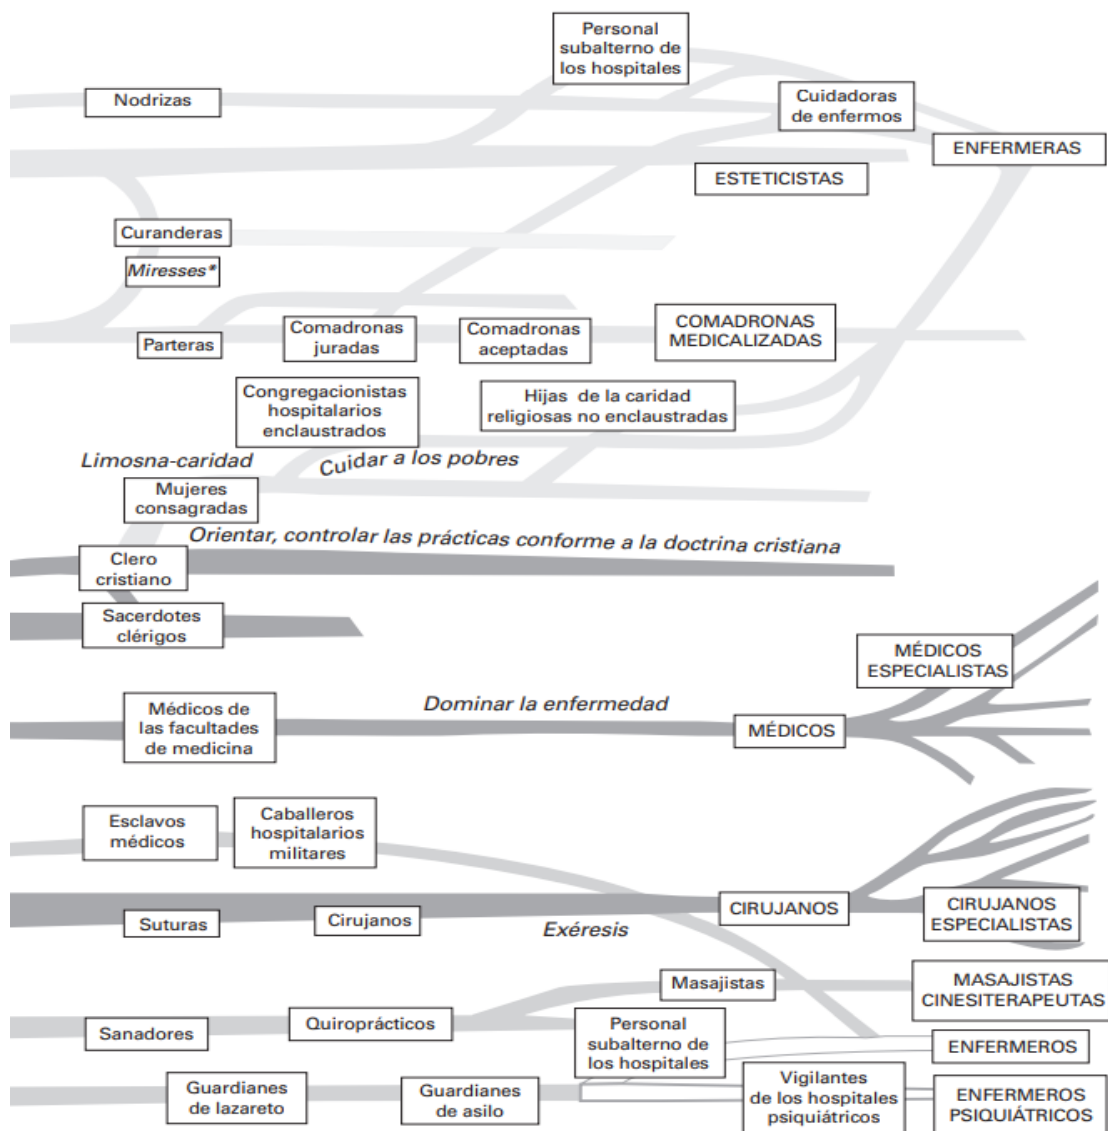 Personal
subalterno de
los hospitales
Nodrizas
Cuidadoras
de enfermos
ENFERMERAS
ESTETICISTAS
Curanderas
Miresses*
Parteras
Comadronas
juradas
Comadronas
aceptadas
COMADRONAS
MEDICALIZADAS
Congregacionistas
hospitalarios
enclaustrados
Hijas de la caridad
religiosas no enclaustradas
Limosna-caridad
Cuidar a los pobres
Mujeres
consagradas
Orientar, controlar las prácticas conforme a la doctrina cristiana
Clero
cristiano
Sacerdotes
clérigos
MÉDICOS
ESPECIALISTAS
Médicos de
las facultades
de medicina
Dominar la enfermedad
MÉDICOS
Esclavos
médicos
Caballeros
hospitalarios
militares
Suturas
Cirujanos
Exéresis
CIRUJANOS
CIRUJANOS
ESPECIALISTAS
Masajistas
MASAJISTAS
CINESITERAPEUTAS
Sanadores
Quiroprácticos
Personal
subalterno de
los hospitales
ENFERMEROS
Guardianes
de lazareto
Guardianes
de asilo
Vigilantes
de los hospitales
psiquiátricos
ENFERMEROS
PSIQUIÁTRICOS